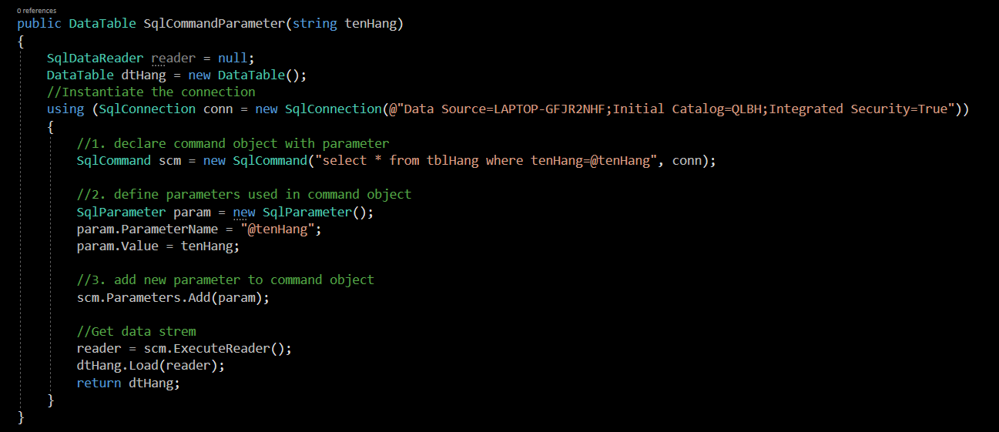 0 references
public DataTable SqlCommandParameter(string tenHang)
{
SqlDataReader reader = null;
DataTable dtHang = new DataTable();
//Instantiate the connection
using (SqlConnection conn = new SqlConnection(@"Data Source=LAPTOP-GFJR2NHF;Initial Catalog=QLBH;Integrated Security=True"))
{
//1. declare command object with parameter
SqlCommand scm = new SqlCommand("select * from tblHang where tenHang=@tenHang", conn);
//2. define parameters used in command object
SqlParameter param = new SqlParameter();
param.ParameterName = "@tenHang";
param.Value = tenHang;
//3. add new parameter to command object
scm.Parameters.Add(param);
//Get data strem
reader = scm.ExecuteReader();
dtHang.Load(reader);
return dtHang;
}
}